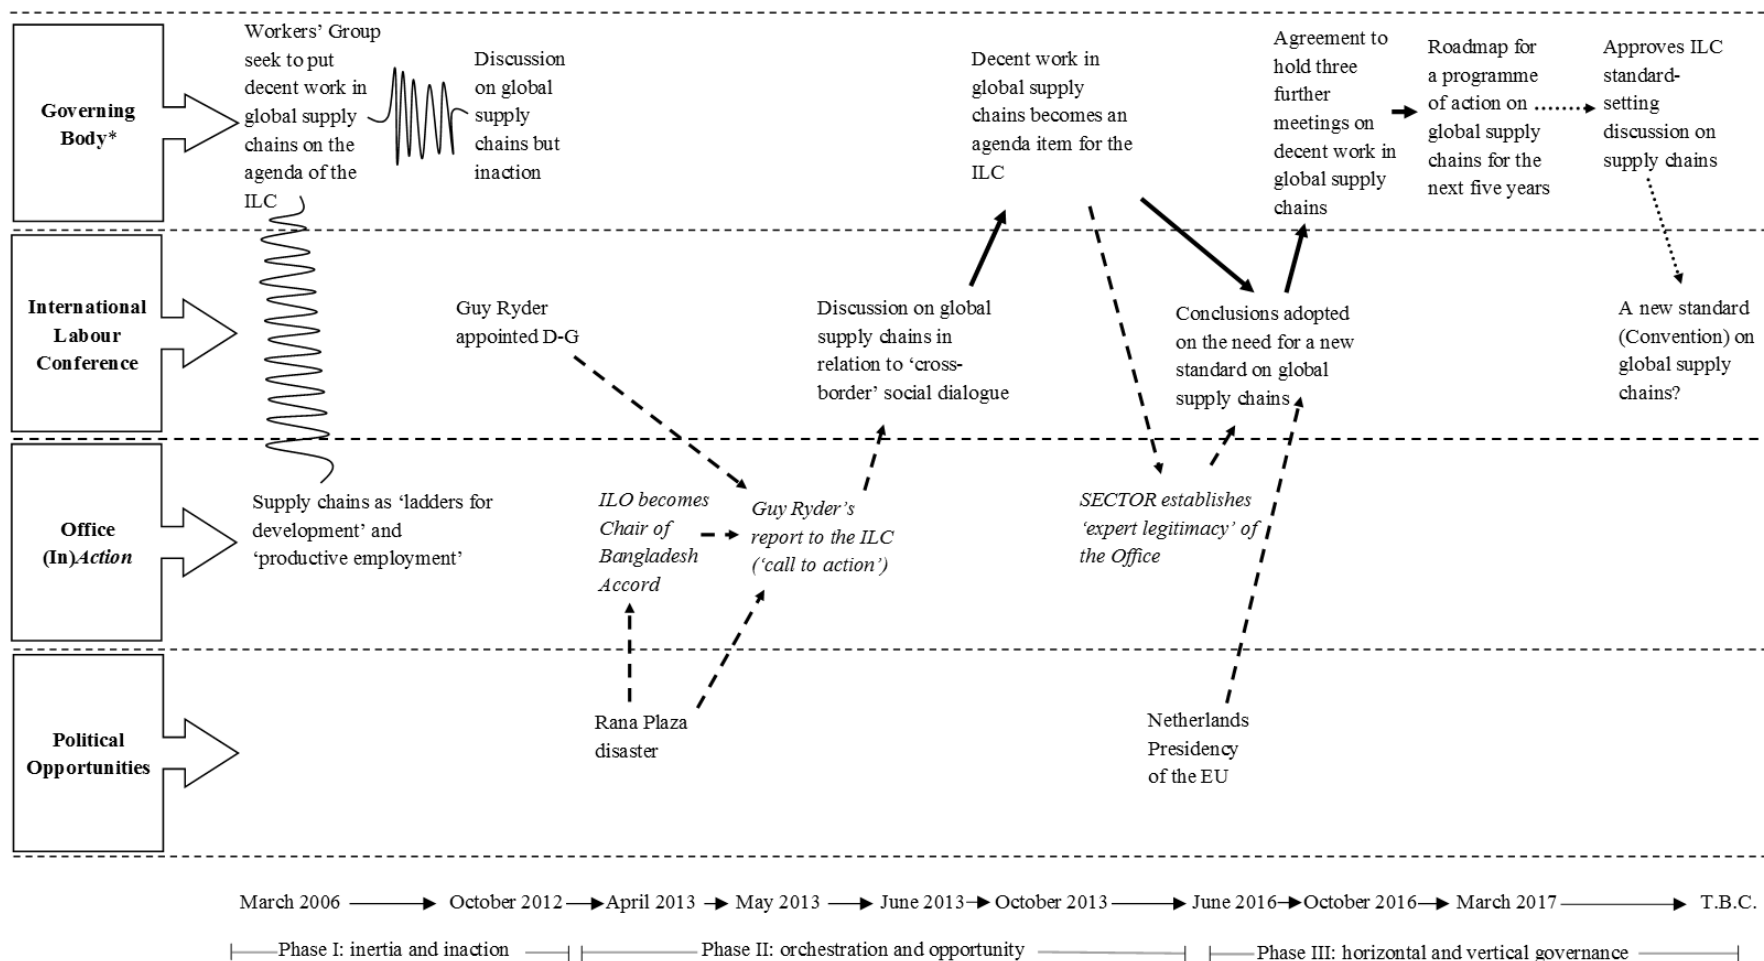 Governing
Body*
Workers’ Group
seek to put
decent work in
global supply
chains on the
agenda of the
ILC
Discussion
on global
supply
chains but
inaction
Decent work in
global supply
chains becomes an
agenda item for the
ILC
Agreement to
hold three
further
meetings on
decent work in
global supply
chains
Roadmap for
a programme
of action on
global supply
chains for the
next five years
Approves ILC
standard-
setting
discussion on
supply chains
International
Labour
Conference
Guy Ryder
appointed D-G
Discussion on global
supply chains in
relation to ‘cross-
border’ social dialogue
Conclusions adopted
on the need for a new
standard on global
supply chains
A new standard
(Convention) on
global supply
chains?
Office
(In)Action
Supply chains as ‘ladders for
development’ and
‘productive employment’
ILO becomes
Chair of
Bangladesh
Accord
Guy Ryder’s
report to the ILC
(‘call to action’)
SECTOR establishes
‘expert legitimacy’ of
the Office
Political
Opportunities
Rana Plaza
disaster
Netherlands
Presidency
of the EU
March 2006 October 2012 April 2013 May 2013 June 2013 October 2013 June 2016 October 2016 March 2017 T.B.C.
Phase I: inertia and inaction Phase II: orchestration and opportunity Phase III: horizontal and vertical governance